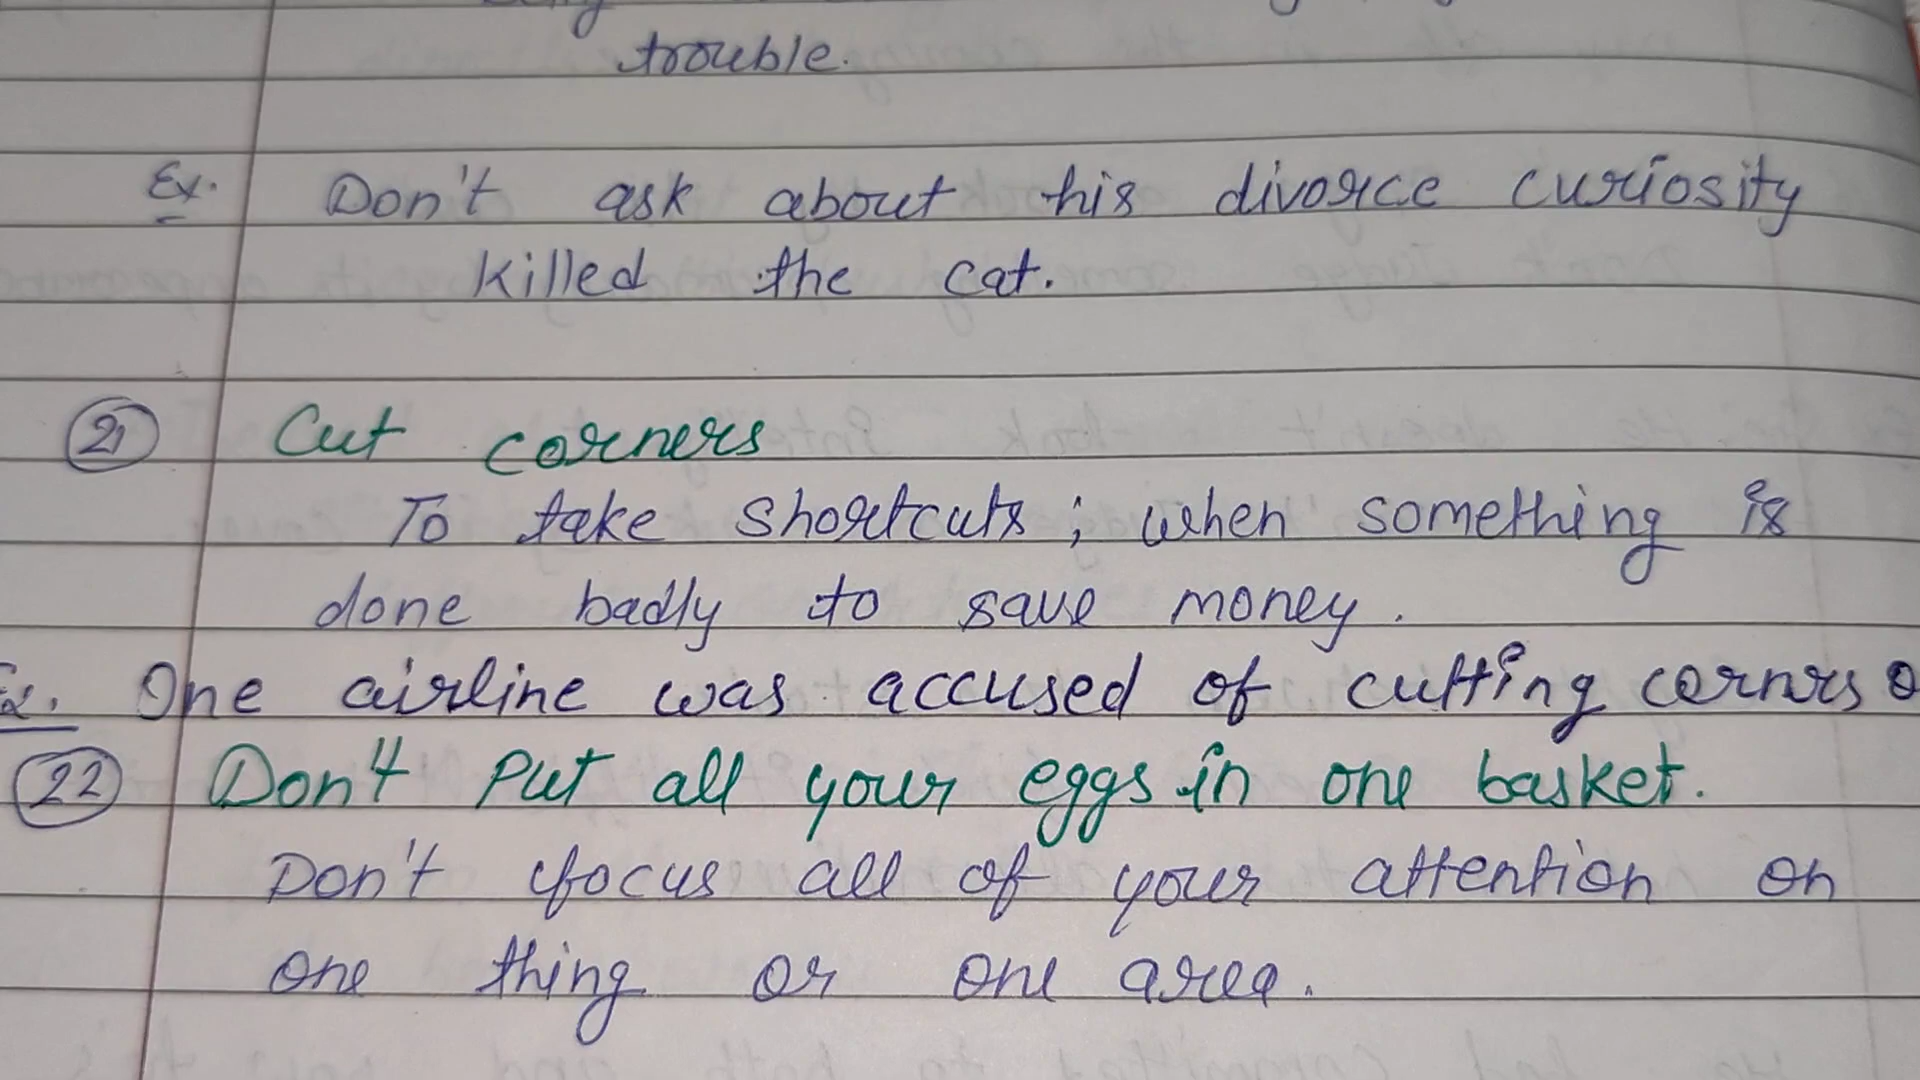 trouble.
Ex. Don't ask about his divorce curiosity
killed the cat.
21 Cut corners
To take shortcuts; when something is
done badly to save money.
Ex. One airline was accused of cutting cornrs
22 Don't Put all your eggs in one basket.
Don't focus all of your attention on
one thing or one area.